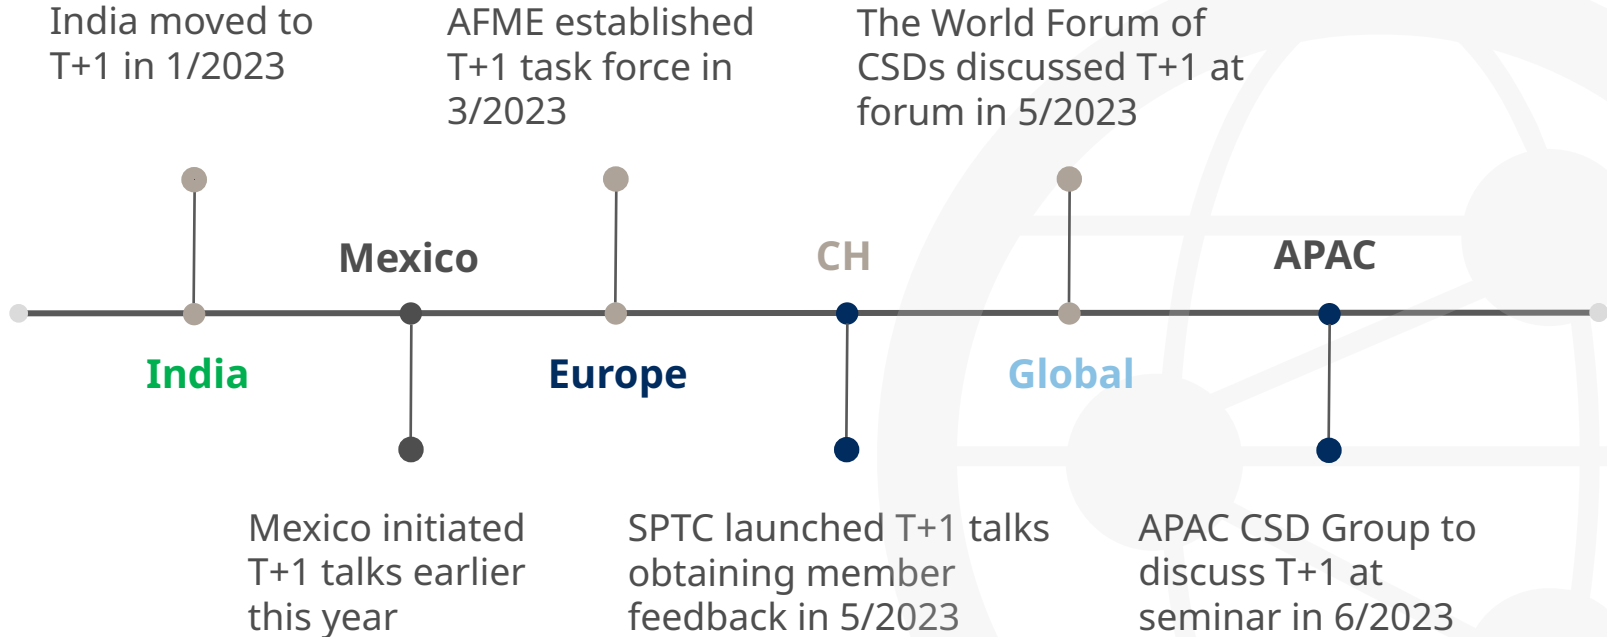 India moved to
T+1 in 1/2023
AFME established
T+1 task force in
3/2023
The World Forum of
CSDs discussed T+1 at
forum in 5/2023
Mexico
CH
APAC
India
Europe
Global
Mexico initiated
T+1 talks earlier
this year
SPTC launched T+1 talks
obtaining member
feedback in 5/2023
APAC CSD Group to
discuss T+1 at
seminar in 6/2023